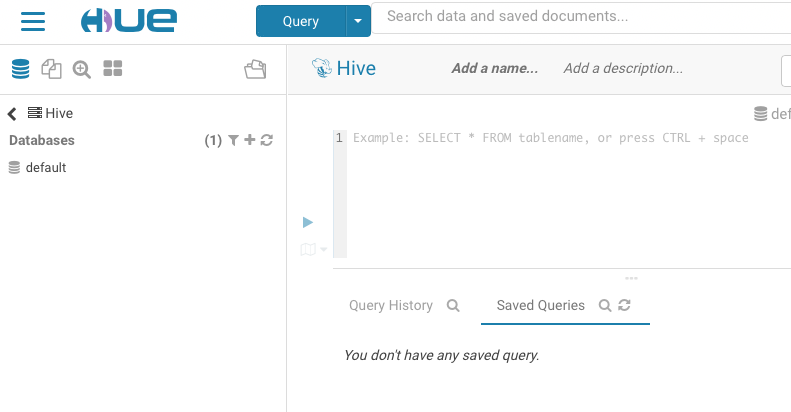 HUE
Query
Search data and saved documents...
Hive
Add a name...
Add a description...
Hive
Databases
(1)
default
def
1
Example: SELECT * FROM tablename, or press CTRL + space
Query History
Saved Queries
You don't have any saved query.